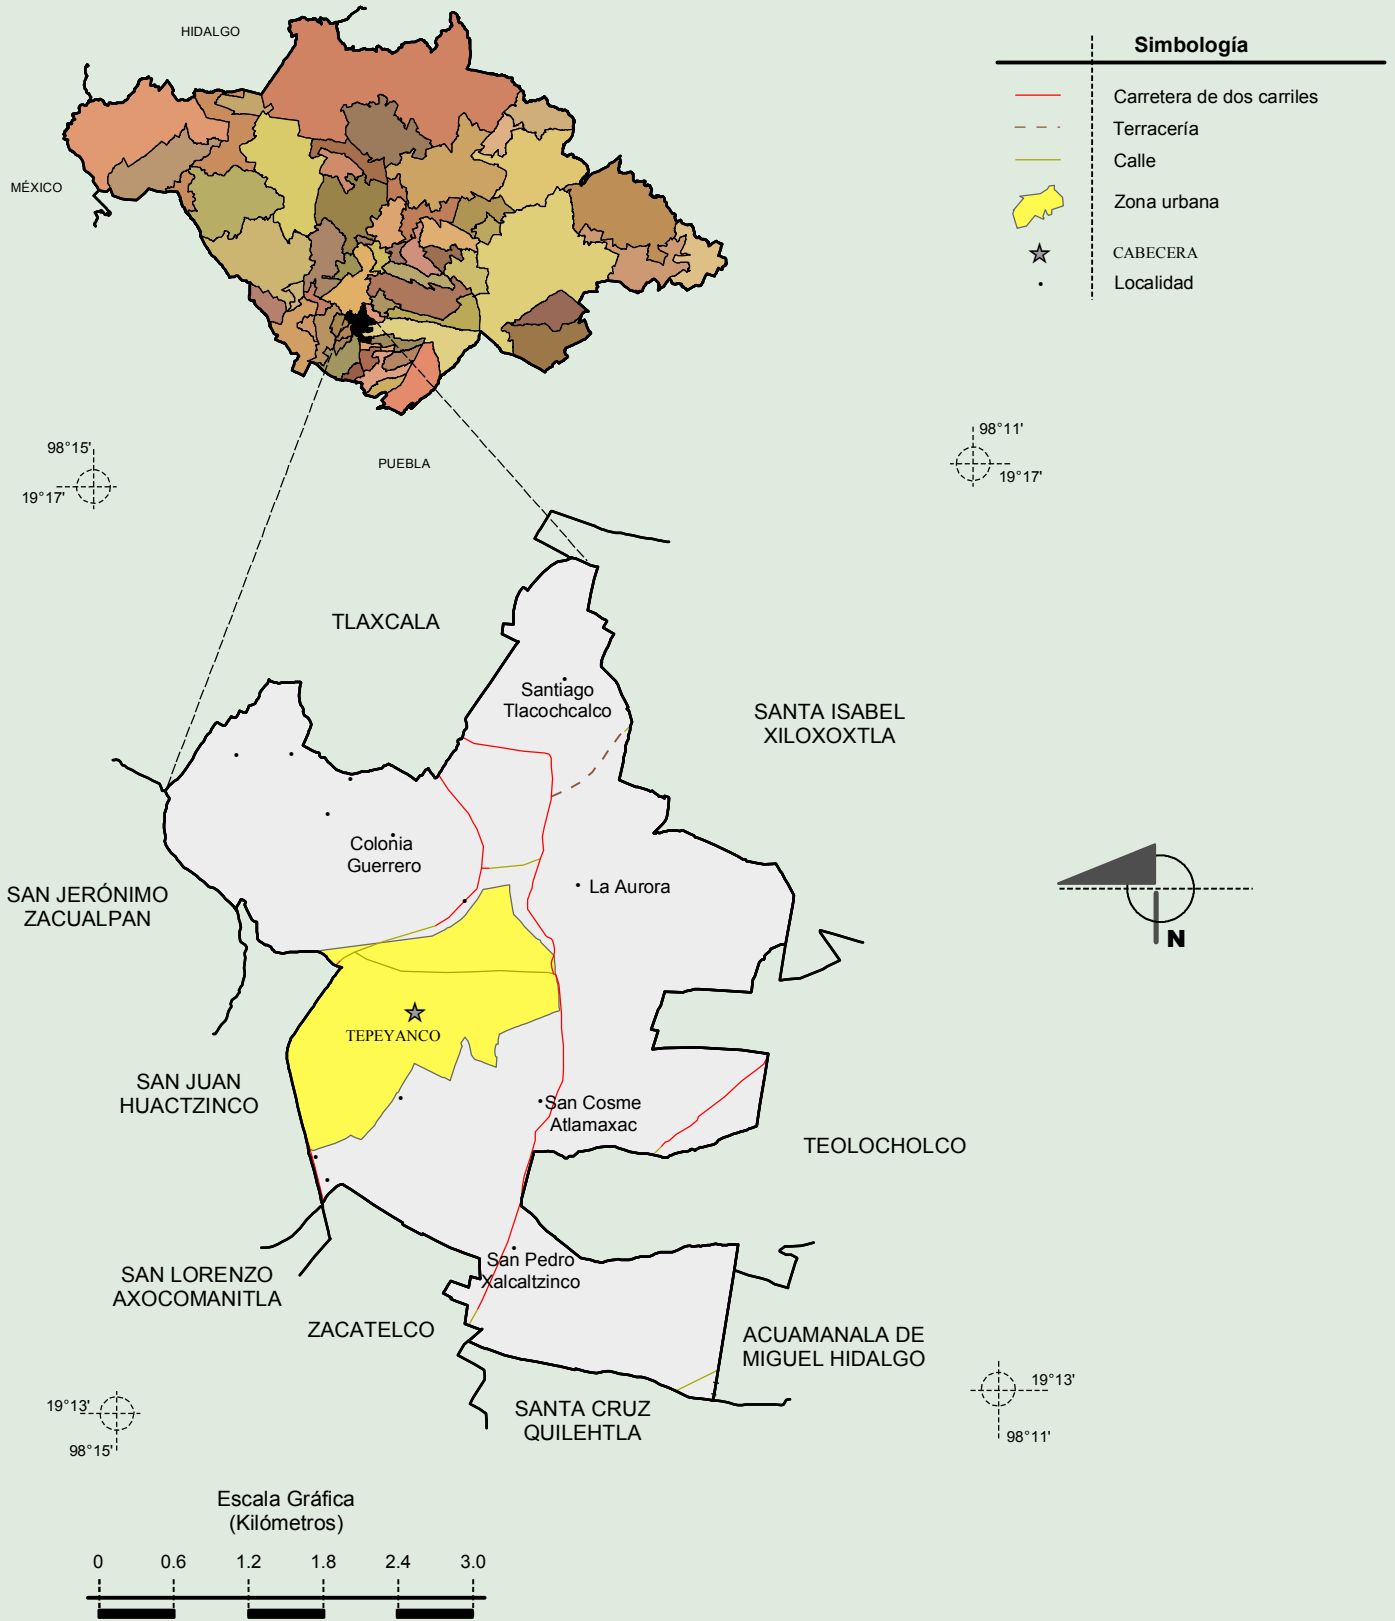 HIDALGO
MÉXICO
PUEBLA
Simbología
Carretera de dos carriles
Terracería
Calle
Zona urbana
CABECERA
Localidad
98°15'
19°17'
98°11'
19°17'
TLAXCALA
Santiago
Tlacochcalco
SANTA ISABEL
XILOXOXTLA
Colonia
Guerrero
La Aurora
SAN JERÓNIMO
ZACUALPAN
N
TEPEYANCO
SAN JUAN
HUACTZINCO
San Cosme
Atlamaxac
TEOLOCHOLCO
San Pedro
Xalcaltzinco
SAN LORENZO
AXOCOMANITLA
ZACATELCO
ACUAMANALA DE
MIGUEL HIDALGO
SANTA CRUZ
QUILEHTLA
19°13'
98°15'
19°13'
98°11'
Escala Gráfica
(Kilómetros)
0 0.6 1.2 1.8 2.4 3.0